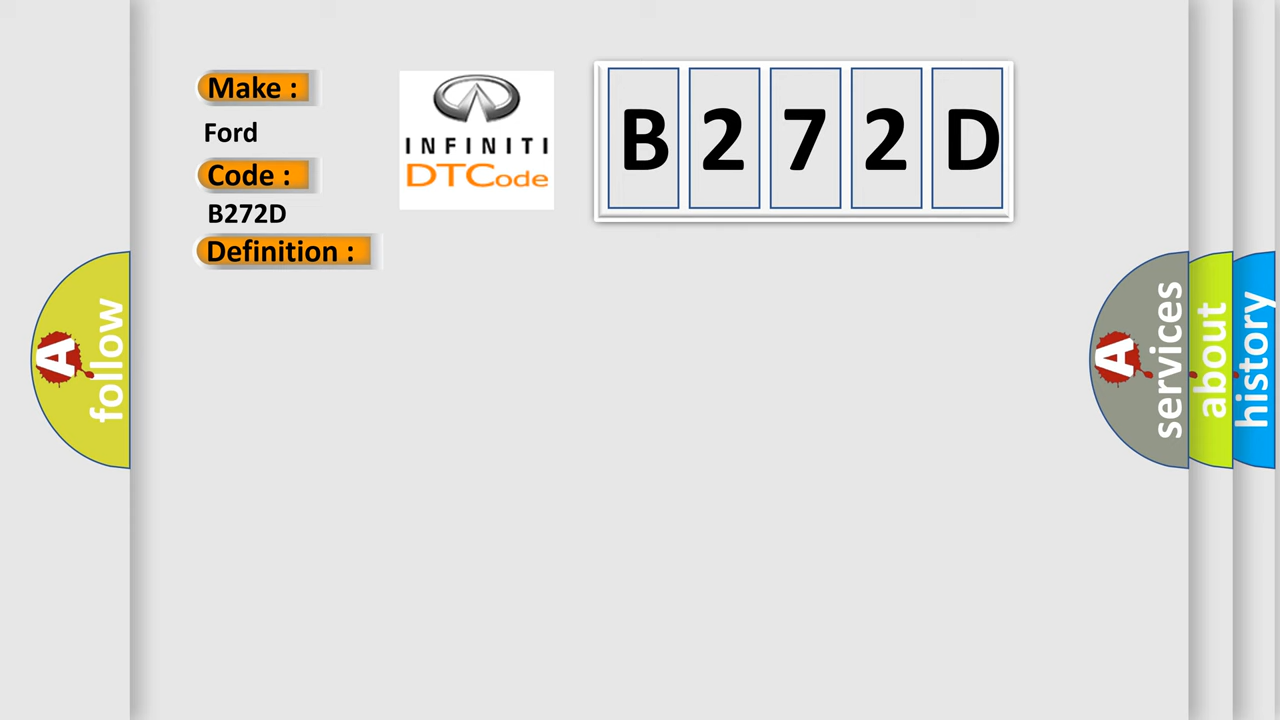 Make :
Ford
Code :
B272D
Definition :
INFINITI
DTCode
B 2 7 2 D
A follow
A services
about
history